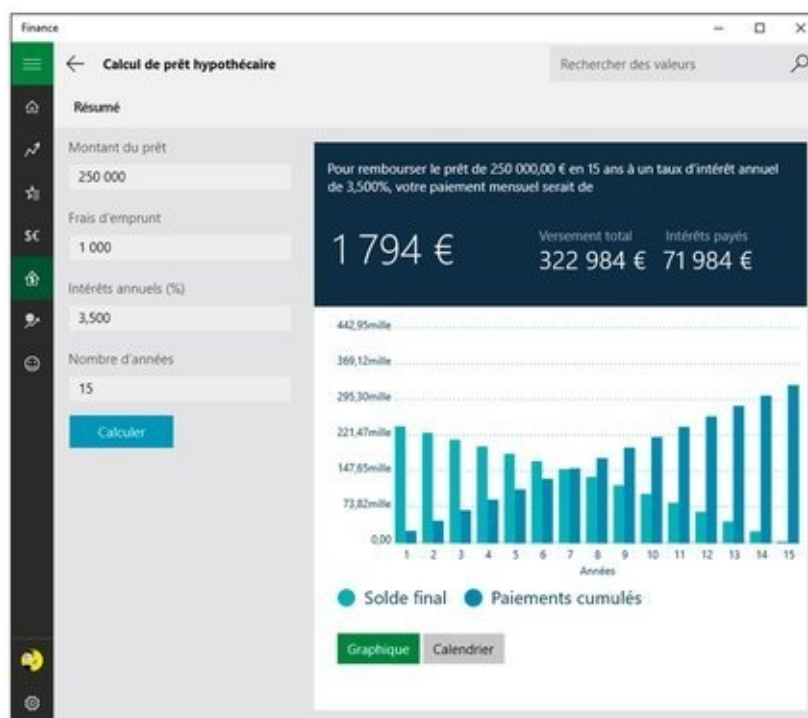 Finance
Calcul de prêt hypothécaire
Rechercher des valeurs
Résumé
Montant du prêt
250 000
Frais d'emprunt
1 000
Intérêts annuels (%)
3,500
Nombre d'années
15
Calculer
$€
Pour rembourser le prêt de 250 000,00 € en 15 ans à un taux d'intérêt annuel
de 3,500%, votre paiement mensuel serait de
1 794 €
Versement total
322 984 €
Intérêts payés
71 984 €
442,95mille
369,12mille
295,30mille
221,47mille
147,65mille
73,82mille
0,00
1 2 3 4 5 6 7 8 9 10 11 12 13 14 15
Années
Solde final
Paiements cumulés
Graphique
Calendrier